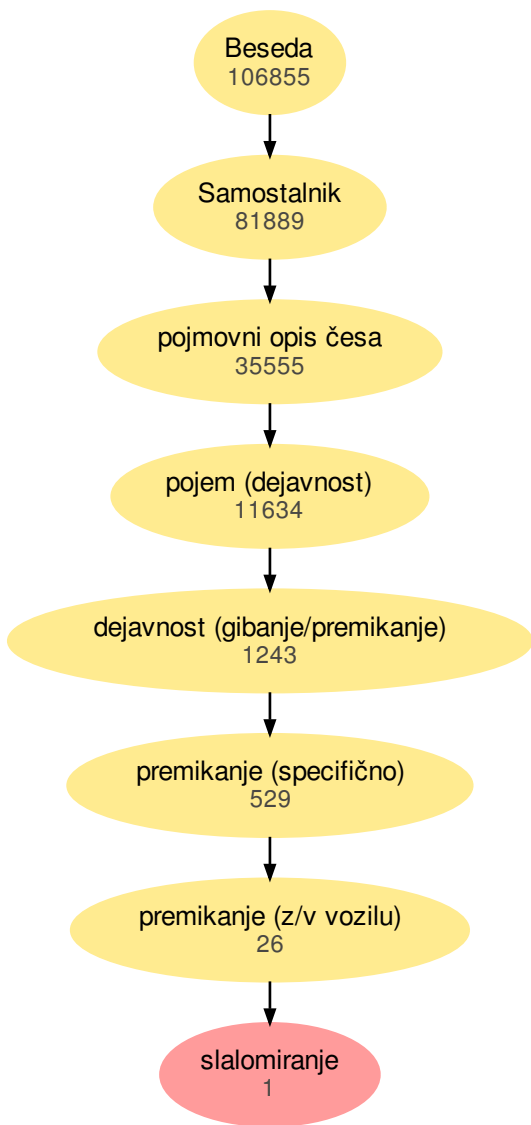 Beseda
106855
Samostalnik
81889
pojmovni opis česa
35555
pojem (dejavnost)
11634
dejavnost (gibanje/premikanje)
1243
premikanje (specifično)
529
premikanje (z/v vozilu)
26
slalomiranje
1